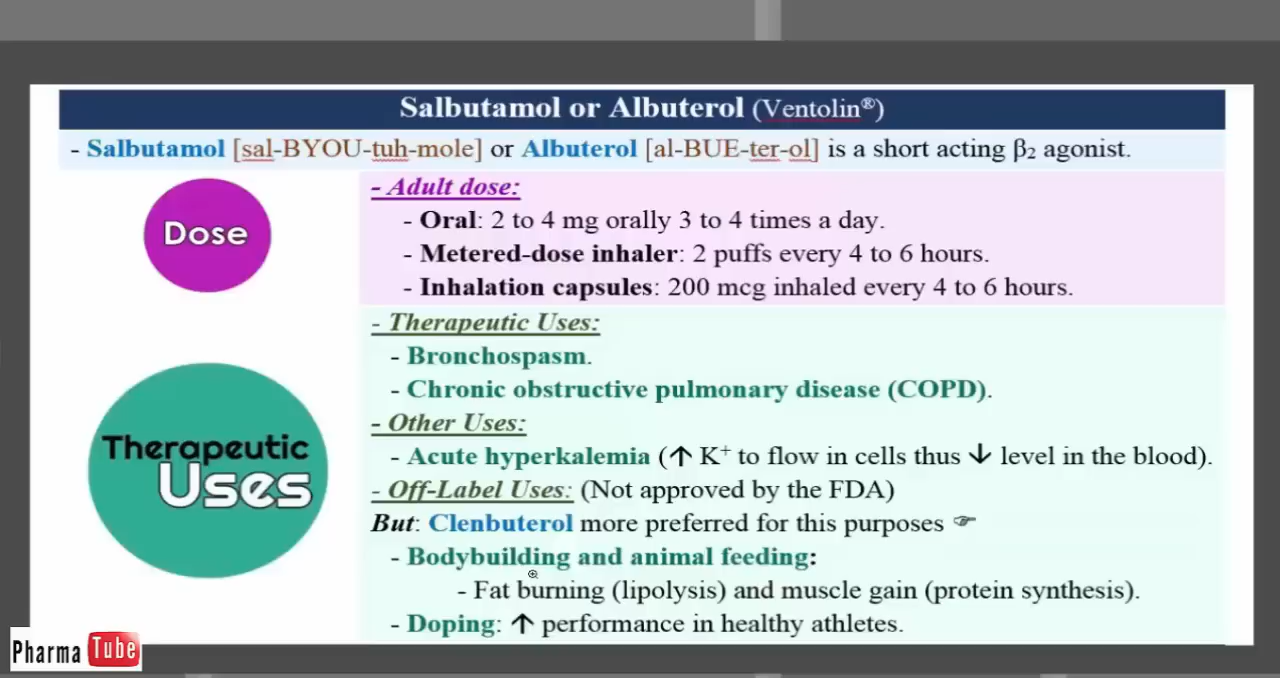 Salbutamol or Albuterol (Ventolin®)
- Salbutamol [sal-BYOU-tuh-mole] or Albuterol [al-BUE-ter-ol] is a short acting β₂ agonist.
Dose
- Adult dose:
- Oral: 2 to 4 mg orally 3 to 4 times a day.
- Metered-dose inhaler: 2 puffs every 4 to 6 hours.
- Inhalation capsules: 200 mcg inhaled every 4 to 6 hours.
Therapeutic
Uses
- Therapeutic Uses:
- Bronchospasm.
- Chronic obstructive pulmonary disease (COPD).
- Other Uses:
- Acute hyperkalemia (↑ K⁺ to flow in cells thus ↓ level in the blood).
- Off-Label Uses: (Not approved by the FDA)
But: Clenbuterol more preferred for this purposes ☞
- Bodybuilding and animal feeding:
- Fat burning (lipolysis) and muscle gain (protein synthesis).
- Doping: ↑ performance in healthy athletes.
Pharma Tube